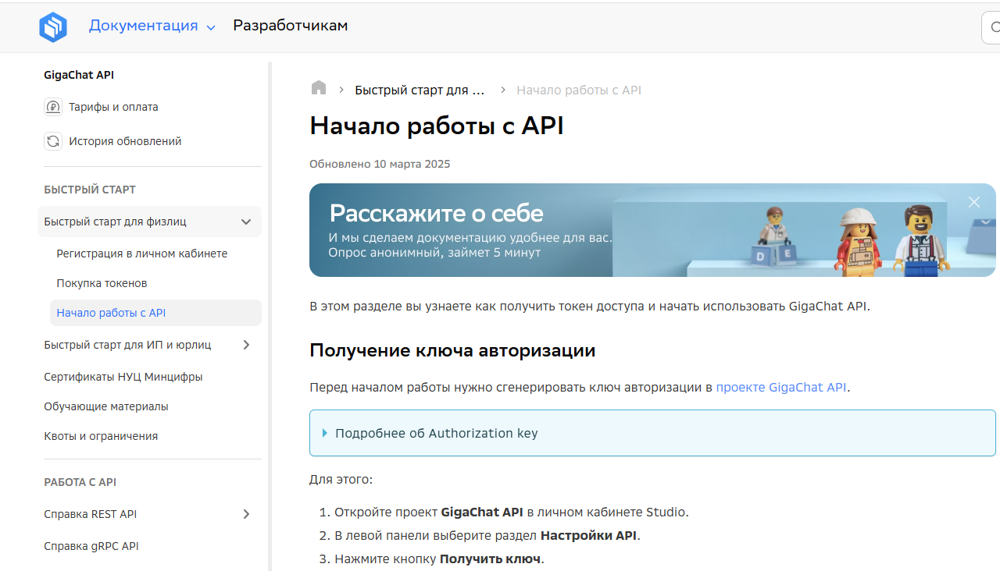 Документация
Разработчикам
GigaChat API
Тарифы и оплата
История обновлений
БЫСТРЫЙ СТАРТ
Быстрый старт для физлиц
Регистрация в личном кабинете
Покупка токенов
Начало работы с API
Быстрый старт для ИП и юрлиц
Сертификаты НУЦ Минцифры
Обучающие материалы
Квоты и ограничения
РАБОТА С API
Справка REST API
Справка gRPC API
Быстрый старт для ... > Начало работы с API
Начало работы с API
Обновлено 10 марта 2025
Расскажите о себе
И мы сделаем документацию удобнее для вас.
Опрос анонимный, займет 5 минут
D E
В этом разделе вы узнаете как получить токен доступа и начать использовать GigaChat API.
Получение ключа авторизации
Перед началом работы нужно сгенерировать ключ авторизации в проекте GigaChat API.
Подробнее об Authorization key
Для этого:
1. Откройте проект GigaChat API в личном кабинете Studio.
2. В левой панели выберите раздел Настройки API.
3. Нажмите кнопку Получить ключ.